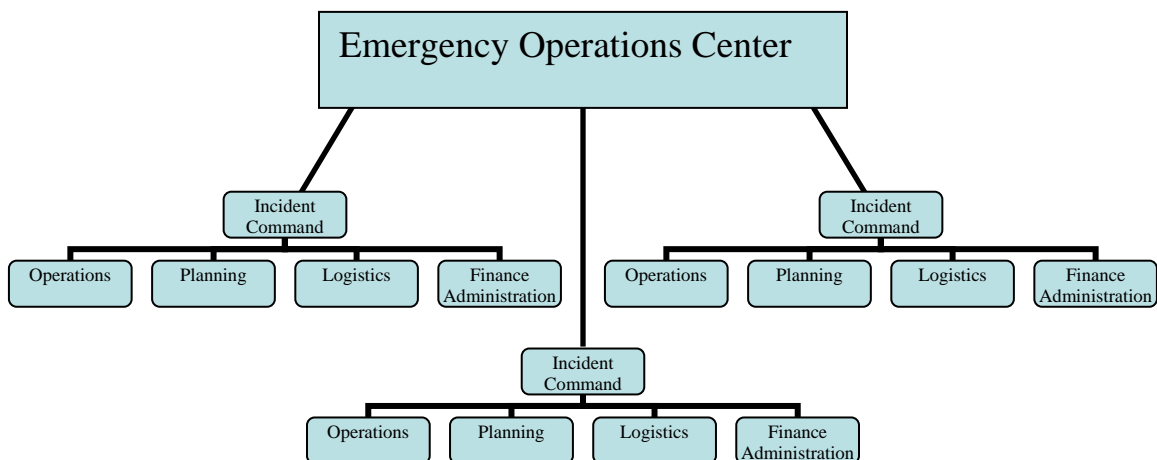 Emergency Operations Center
Incident
Command
Operations
Planning
Logistics
Finance
Administration
Incident
Command
Operations
Planning
Logistics
Finance
Administration
Incident
Command
Operations
Planning
Logistics
Finance
Administration